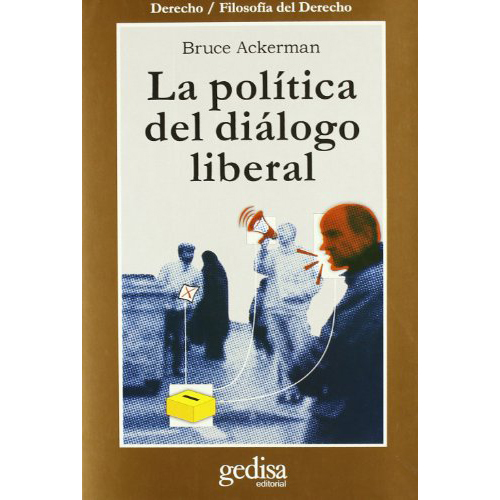 Derecho / Filosofía del Derecho
Bruce Ackerman
La política
del diálogo
liberal
gedisa
editorial